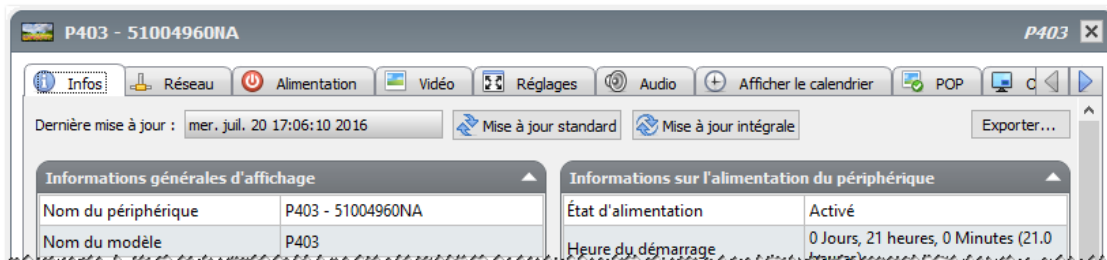 P403 - 51004960NA P403
Infos Réseau Alimentation Vidéo Réglages Audio Afficher le calendrier POP
Dernière mise à jour : mer. juil. 20 17:06:10 2016 Mise à jour standard Mise à jour intégrale Exporter...
Informations générales d'affichage
Nom du périphérique P403 - 51004960NA
Nom du modèle P403
Informations sur l'alimentation du périphérique
État d'alimentation Activé
Heure du démarrage 0 Jours, 21 heures, 0 Minutes (21.0